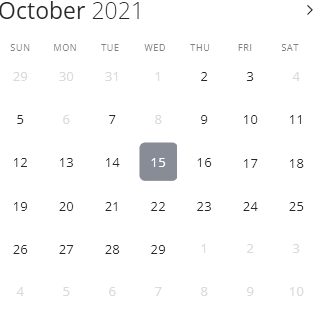 October 2021 >
SUN MON TUE WED THU FRI SAT
29 30 31 1 2 3 4
5 6 7 8 9 10 11
12 13 14 15 16 17 18
19 20 21 22 23 24 25
26 27 28 29 1 2 3
4 5 6 7 8 9 10